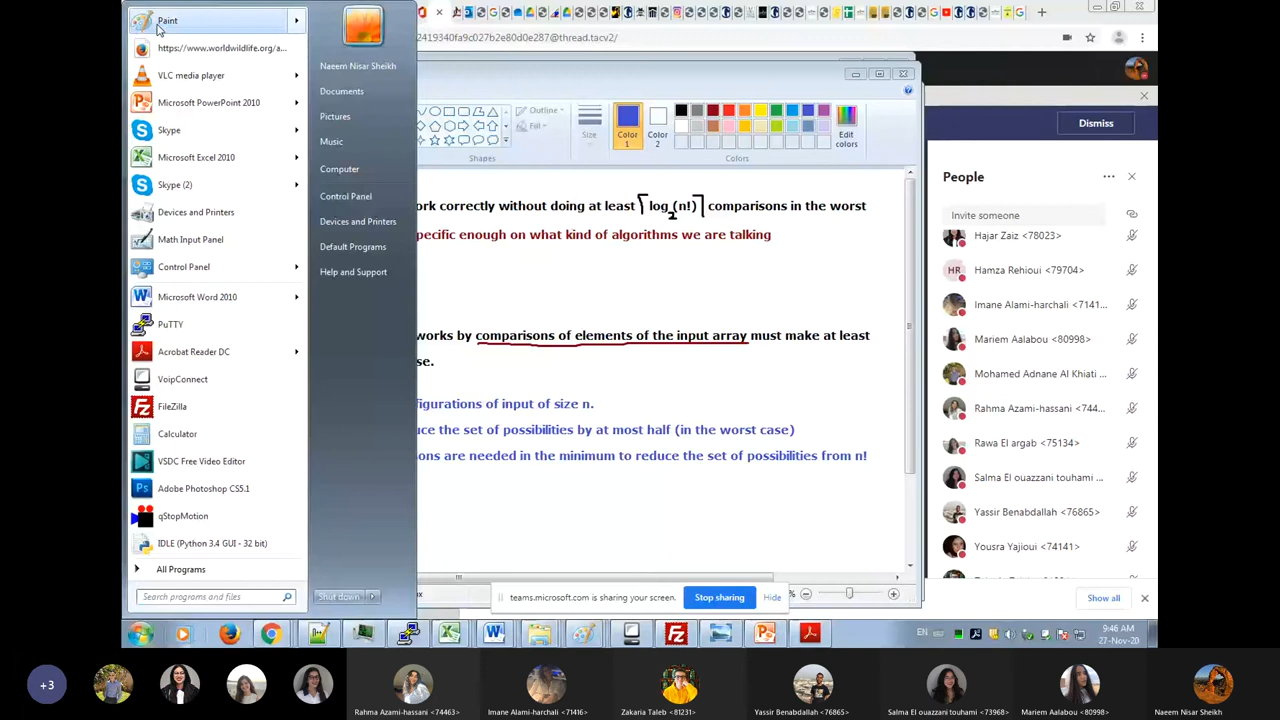 Paint
https://www.worldwildlife.org/a...
VLC media player
Microsoft PowerPoint 2010
Skype
Microsoft Excel 2010
Skype (2)
Devices and Printers
Math Input Panel
Control Panel
Microsoft Word 2010
PuTTY
Acrobat Reader DC
VoipConnect
FileZilla
Calculator
VSDC Free Video Editor
Adobe Photoshop CS5.1
qStopMotion
IDLE (Python 3.4 GUI - 32 bit)
All Programs
Search programs and files
Naeem Nisar Sheikh
Documents
Pictures
Music
Computer
Control Panel
Devices and Printers
Default Programs
Help and Support
Shut down
2419340fa9c027b2e00d0e287@thread.tacv2/
Outline
Fill
Shapes
Size
Color 1
Color 2
Edit colors
Colors
ork correctly without doing at least ⌈log2(n!)⌉ comparisons in the worst
pecific enough on what kind of algorithms we are talking
works by comparisons of elements of the input array must make at least
se.
figurations of input of size n.
uce the set of possibilities by at most half (in the worst case)
sons are needed in the minimum to reduce the set of possibilities from n!
teams.microsoft.com is sharing your screen.
Stop sharing
Hide
Dismiss
People
Invite someone
Hajar Zaiz <78023>
HR Hamza Rehioui <79704>
Imane Alami-harchali <7141...
Mariem Aalabou <80998>
Mohamed Adnane Al Khiati ...
Rahma Azami-hassani <744...
Rawa El argab <75134>
Salma El ouazzani touhami ...
Yassir Benabdallah <76865>
Yousra Yajioui <74141>
Show all
EN
9:46 AM
27-Nov-20
+3
Rahma Azami-hassani <74463>
Imane Alami-harchali <71416>
Zakaria Taleb <81231>
Yassir Benabdallah <76865>
Salma El ouazzani touhami <73968>
Mariem Aalabou <80998>
Naeem Nisar Sheikh